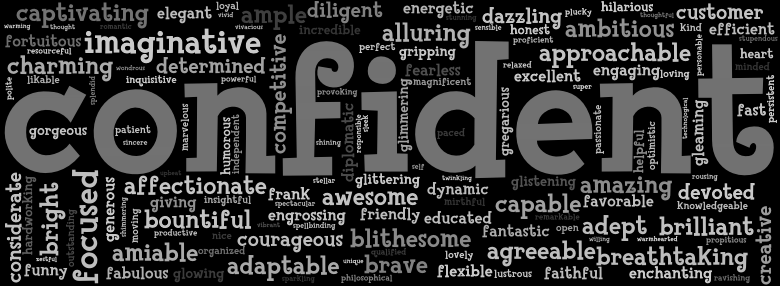 captivating
elegant
loyal
vivid
ample
diligent
energetic
stunning
dazzling
plucky
hilarious
thoughtful
customer
warming
thought
romantic
vivacious
incredible
alluring
sensible
honest
proficient
ambitious
Kind
efficient
stupendous
fortuitous
resourceful
imaginative
competitive
perfect
gripping
relaxed
approachable
personable
heart
minded
charming
wondrous
determined
fearless
magnificent
excellent
engaging
loving
polite
likable
splendid
inquisitive
powerful
provoking
super
persistent
confident
gorgeous
patient
sincere
marvelous
humorous
independent
shining
diplomatic
responsible
sleek
glimmering
paced
gregarious
passionate
helpful
optimistic
technological
gleaming
fast
upbeat
self
stellar
glittering
twinkling
rousing
considerate
hardworking
bright
zestful
outstanding
focused
generous
shimmering
moving
affectionate
giving
insightful
frank
spectacular
awesome
dynamic
mirthful
glistening
amazing
devoted
Knowledgeable
capable
favorable
remarkable
bountiful
engrossing
friendly
educated
vibrant
spellbinding
productive
nice
courageous
blithesome
fantastic
open
adept
brilliant
willing
warmhearted
propitious
creative
amiable
organized
qualified
lovely
agreeable
breathtaking
funny
fabulous
glowing
adaptable
unique
brave
sparkling
philosophical
flexible
lustrous
faithful
enchanting
ravishing